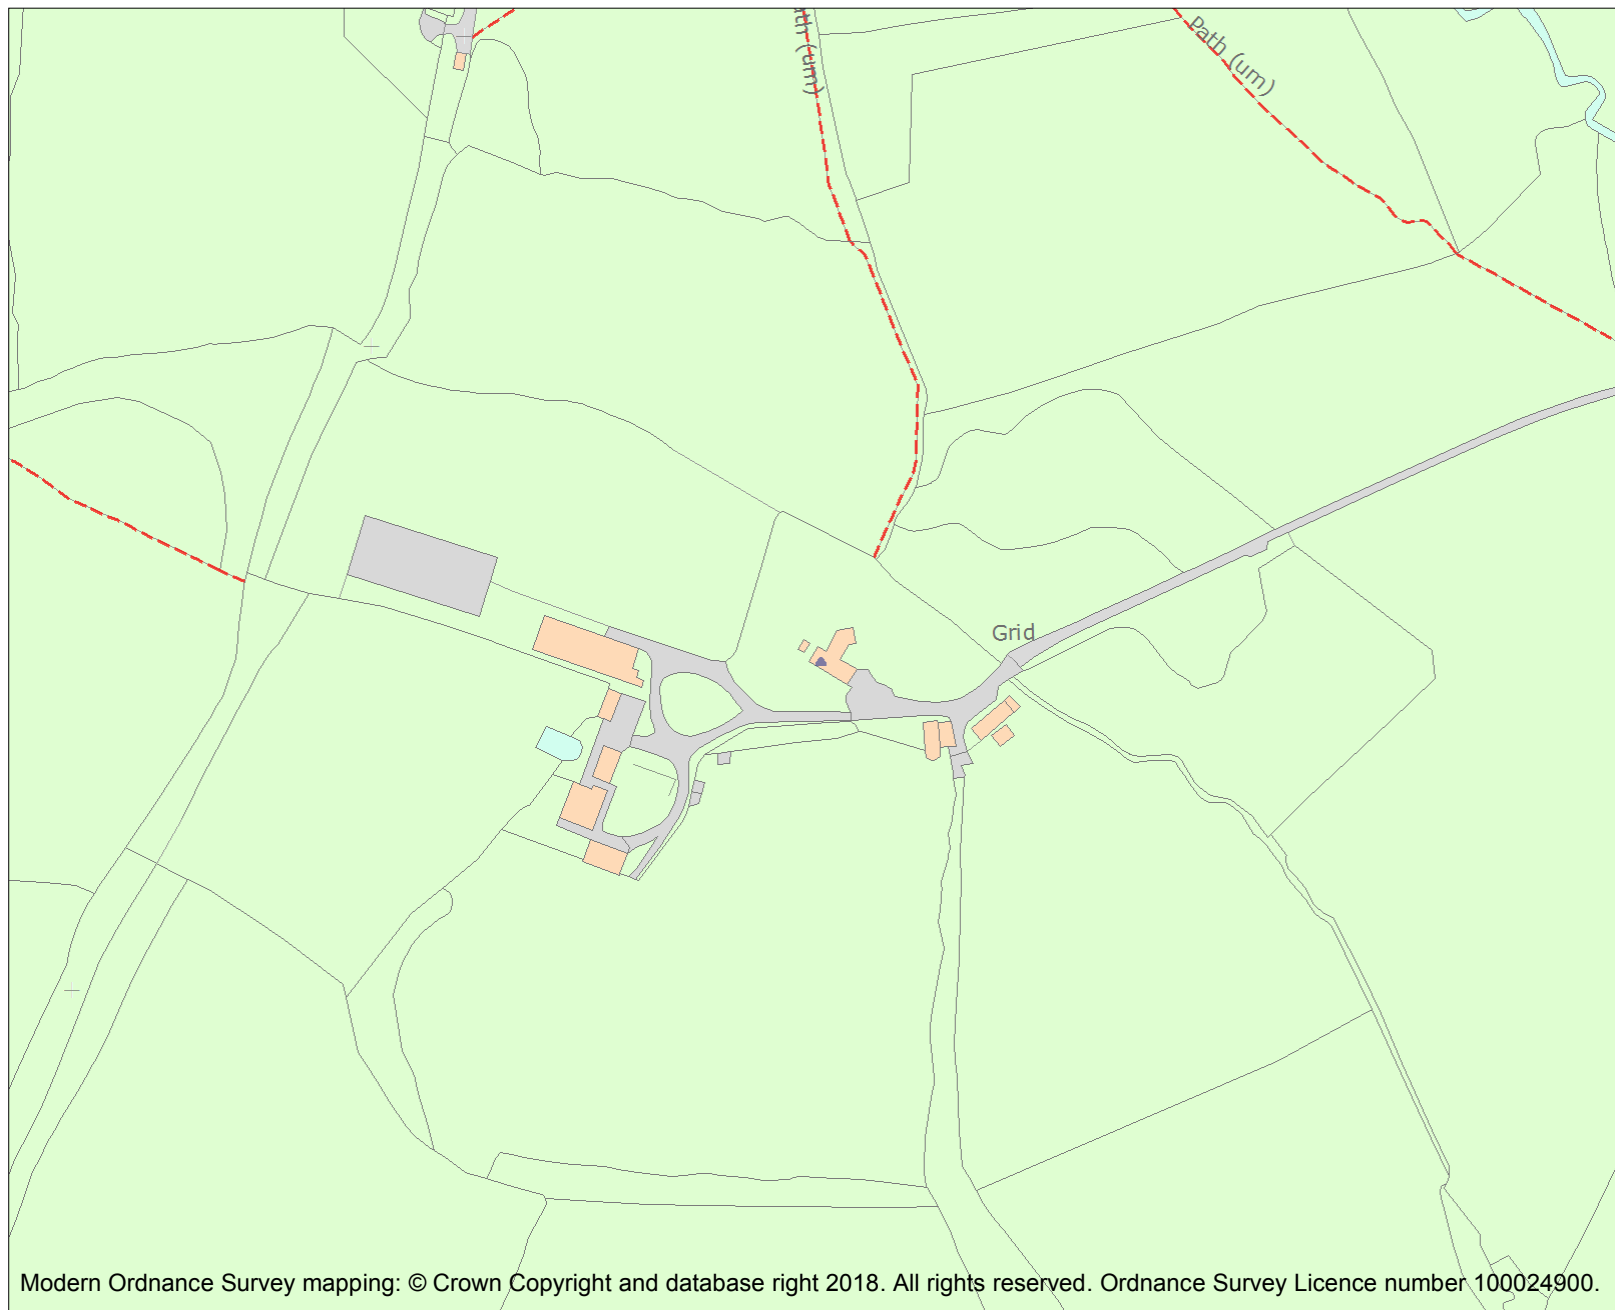 (um)
Path (um)
Grid
Modern Ordnance Survey mapping: © Crown Copyright and database right 2018. All rights reserved. Ordnance Survey Licence number 100024900.